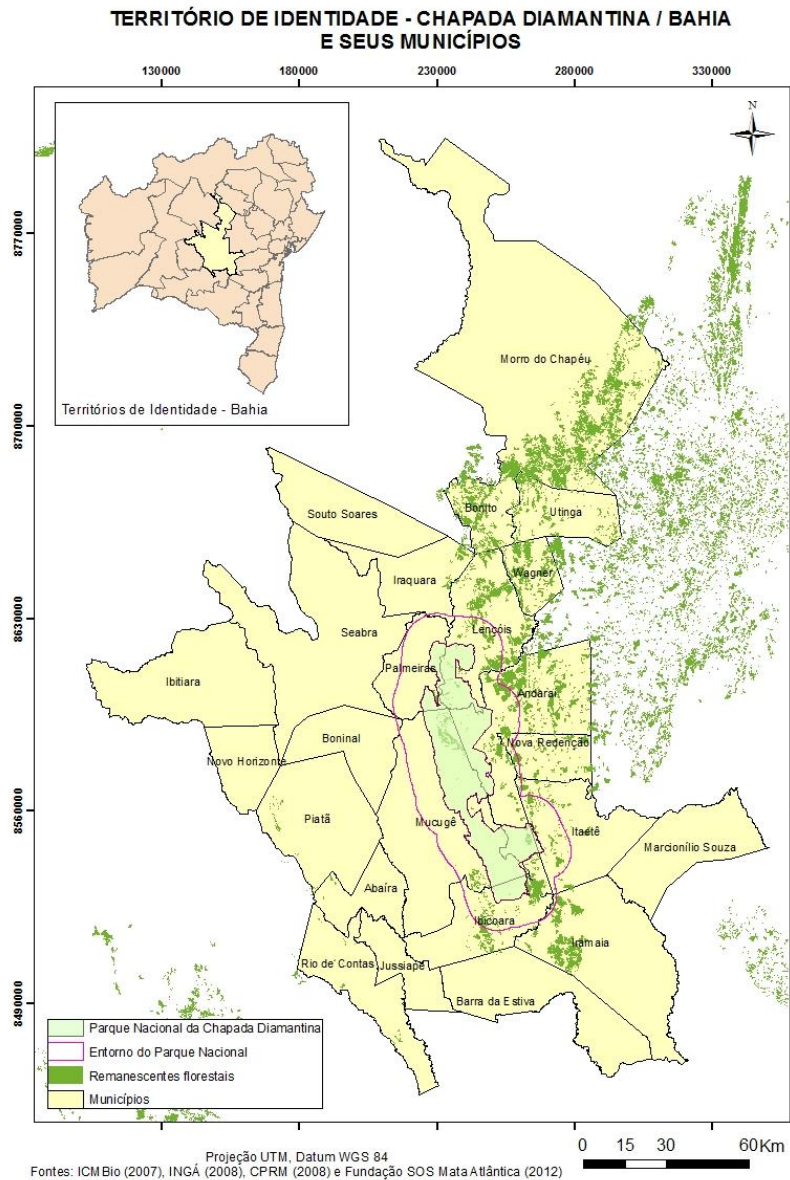 TERRITÓRIO DE IDENTIDADE - CHAPADA DIAMANTINA / BAHIA
E SEUS MUNICÍPIOS
130000 180000 230000 280000 330000
N
8770000
Territórios de Identidade - Bahia
Morro do Chapéu
8700000
Bonito
Utinga
Souto Soares
Wagner
Iraquara
8630000
Lençois
Seabra
Palmeiras
Ibitiara
Andaraí
Boninal
Nova Redenção
Novo Horizonte
8560000
Piatã
Mucugê
Itaetê
Marcionílio Souza
Abaíra
Ibicoara
Iramaia
Rio de Contas
Jussiape
8490000
Barra da Estiva
Parque Nacional da Chapada Diamantina
Entorno do Parque Nacional
Remanescentes florestais
Municípios
Projeção UTM, Datum WGS 84
Fontes: ICMBio (2007), INGÁ (2008), CPRM (2008) e Fundação SOS Mata Atlântica (2012)
0 15 30 60Km